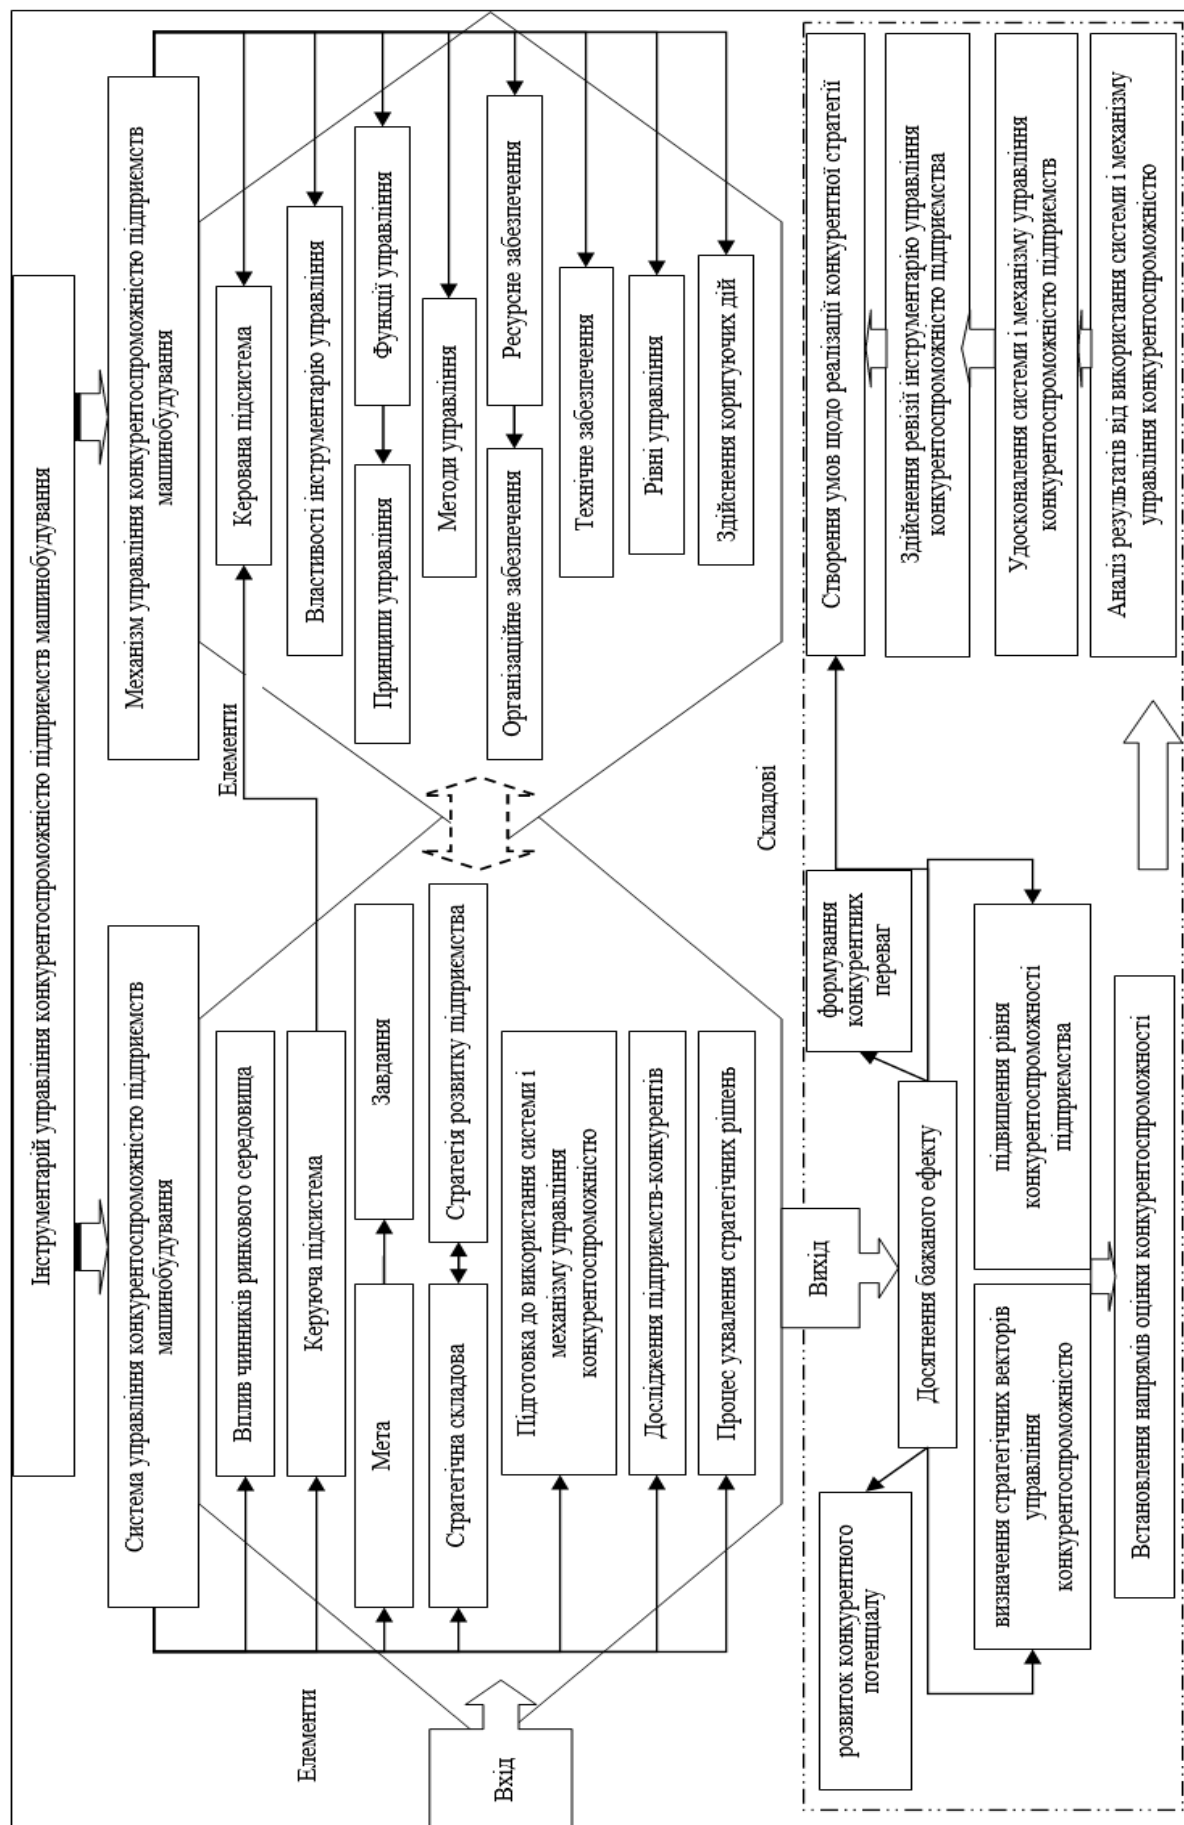 Інструментарій управління конкурентоспроможністю підприємств машинобудування
Система управління конкурентоспроможністю підприємств
машинобудування
Механізм управління конкурентоспроможністю підприємств
машинобудування
Елементи
Вплив чинників ринкового середовища
Керуюча підсистема
Мета
Завдання
Стратегічна складова
Стратегія розвитку підприємства
Підготовка до використання системи і
механізму управління
конкурентоспроможністю
Дослідження підприємств-конкурентів
Процес ухвалення стратегічних рішень
Вхід
Елементи
Керована підсистема
Властивості інструментарію управління
Принципи управління
Функції управління
Методи управління
Організаційне забезпечення
Ресурсне забезпечення
Технічне забезпечення
Рівні управління
Здійснення коригуючих дій
Складові
Вихід
розвиток конкурентного
потенціалу
формування
конкурентних
переваг
Досягнення бажаного ефекту
визначення стратегічних векторів
управління
конкурентоспроможністю
підвищення рівня
конкурентоспроможності
підприємства
Встановлення напрямів оцінки конкурентоспроможності
Створення умов щодо реалізації конкурентної стратегії
Здійснення ревізії інструментарію управління
конкурентоспроможністю підприємства
Удосконалення системи і механізму управління
конкурентоспроможністю підприємств
Аналіз результатів від використання системи і механізму
управління конкурентоспроможністю